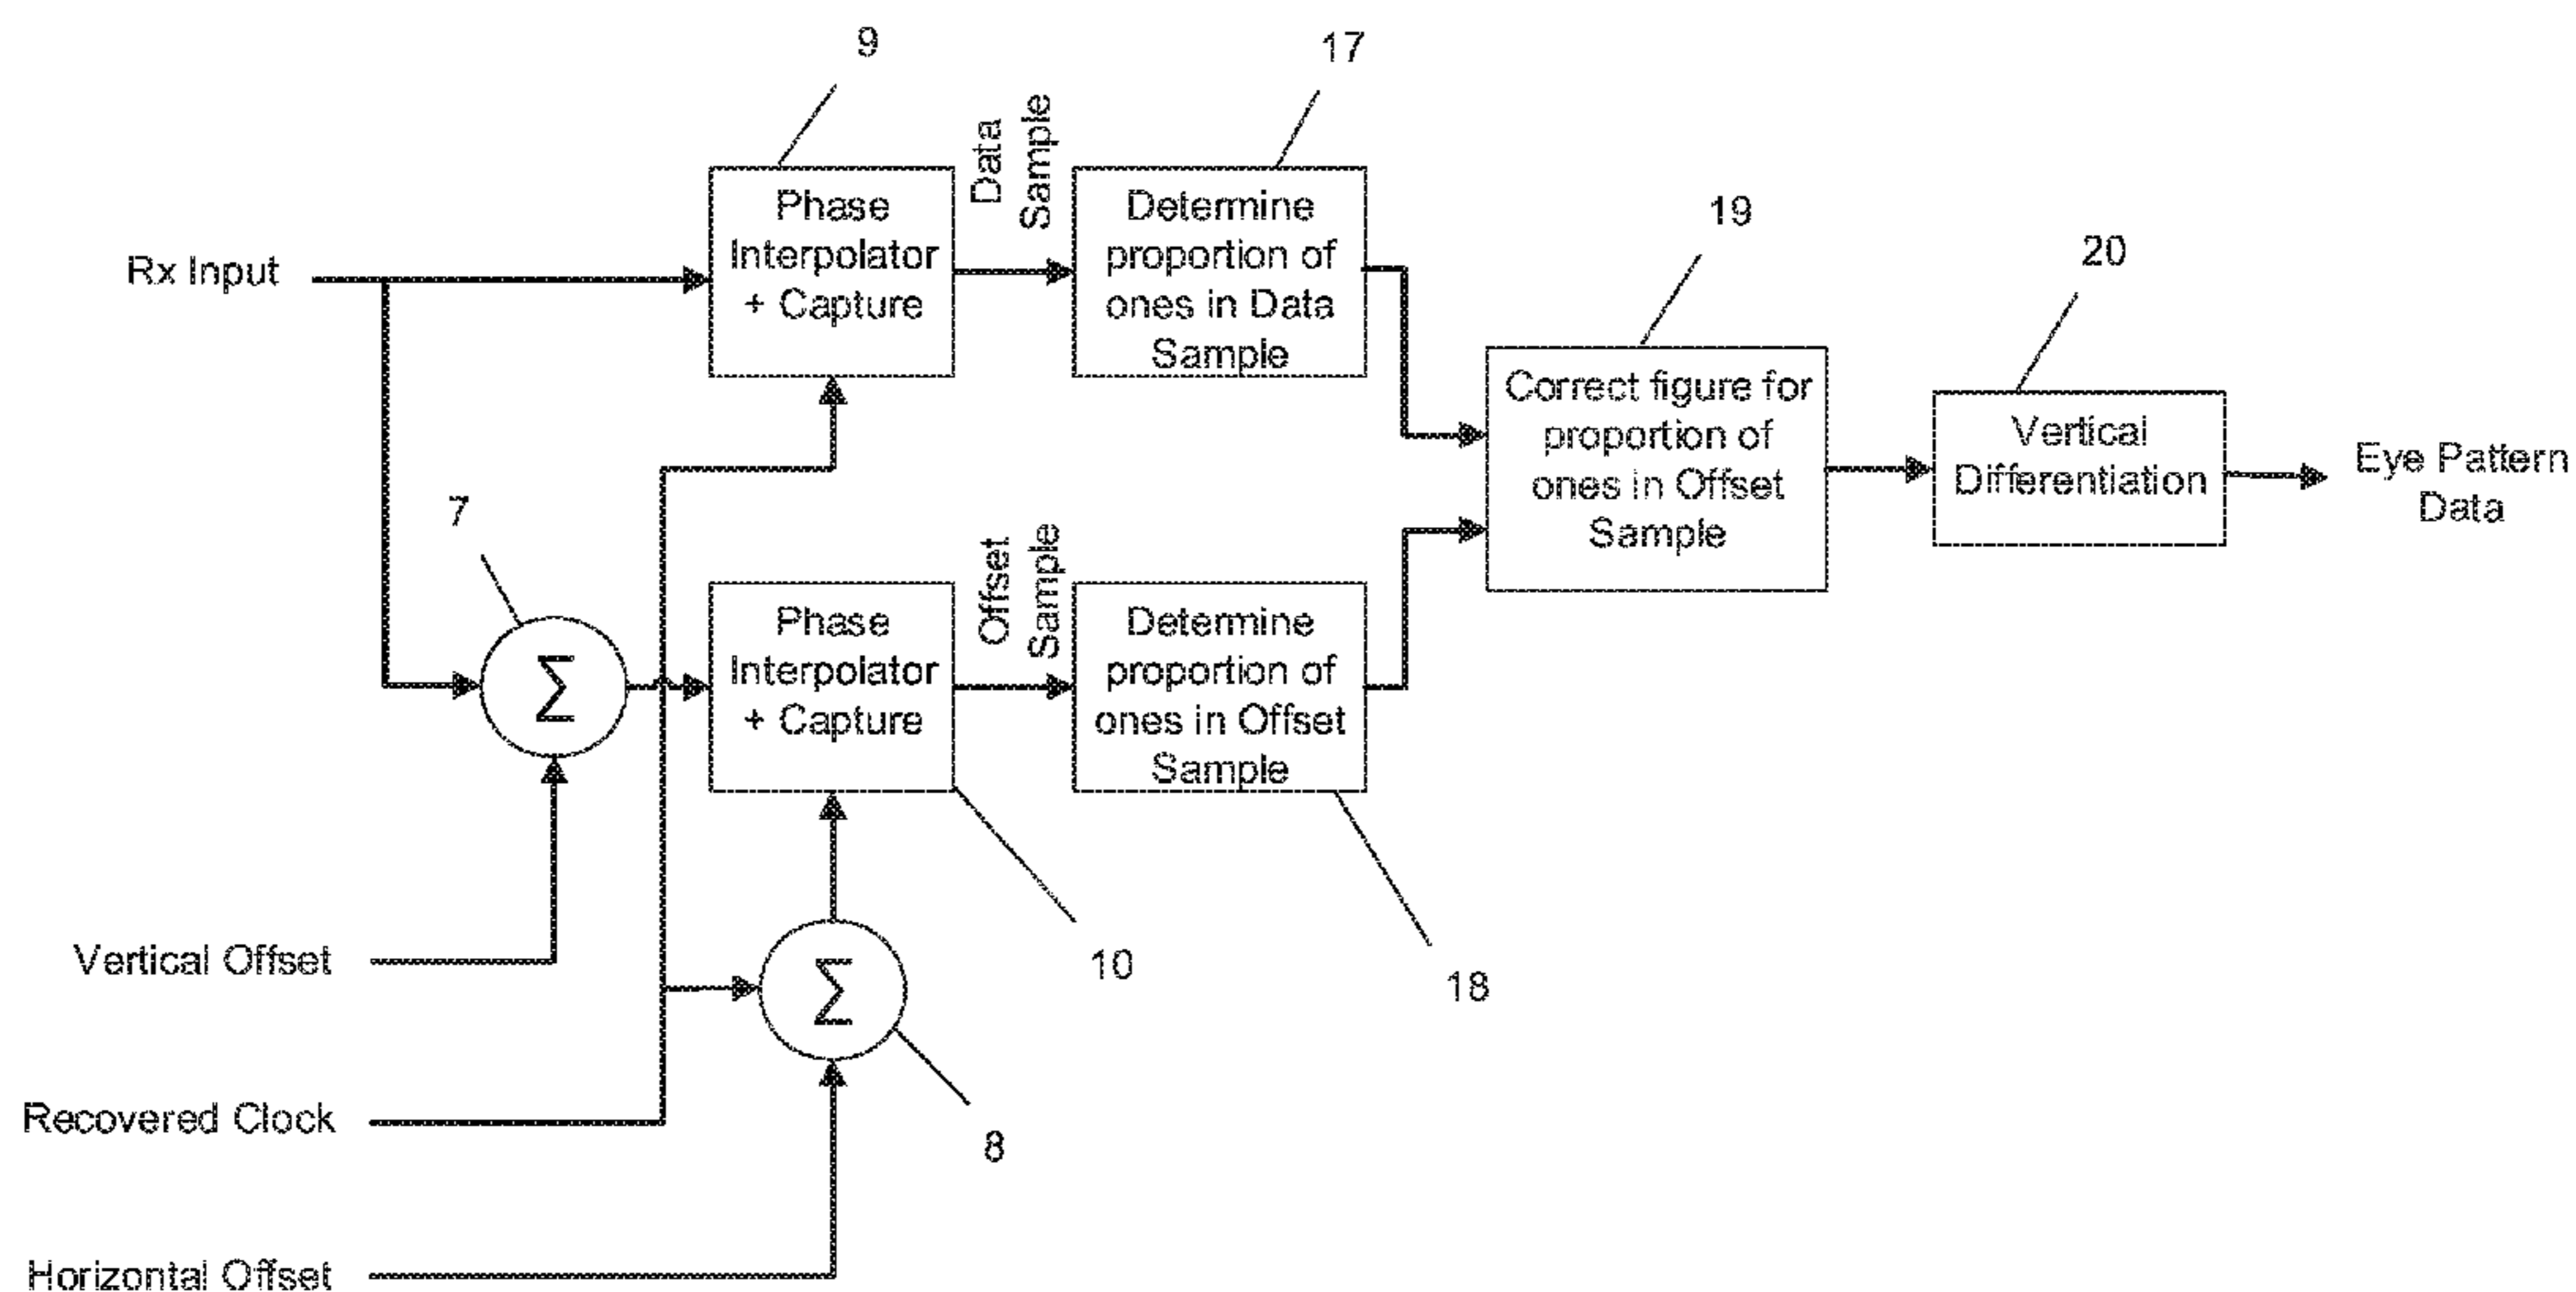 9
17
Data
Sample
Phase
Interpolator
+ Capture
Determine
proportion of
ones in Data
Sample
19
20
Rx Input
Correct figure for
proportion of
ones in Offset
Sample
Vertical
Differentiation
Eye Pattern
Data
7
Σ
Offset
Sample
Phase
Interpolator
+ Capture
Determine
proportion of
ones in Offset
Sample
10
18
Vertical Offset
Σ
Recovered Clock
8
Horizontal Offset